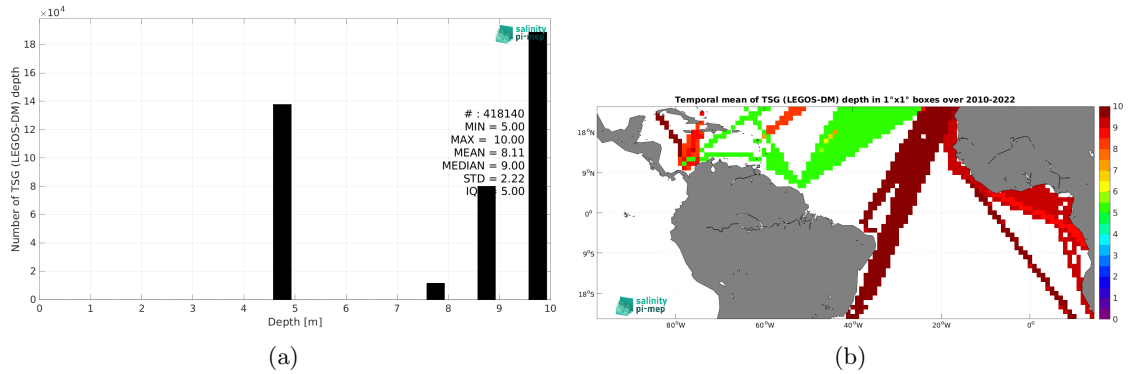 ×10⁴
18
16
14
12
10
8
6
4
2
0
Number of TSG (LEGOS-DM) depth
0 1 2 3 4 5 6 7 8 9 10
Depth [m]
salinity
pi-mep
# : 418140
MIN = 5.00
MAX = 10.00
MEAN = 8.11
MEDIAN = 9.00
STD = 2.22
= 5.00
(a)
Temporal mean of TSG (LEGOS-DM) depth in 1°x1° boxes over 2010-2022
18°N
9°N
0°
9°S
18°S
80°W 60°W 40°W 20°W 0°
salinity
pi-mep
10
9
8
7
6
5
4
3
2
1
0
(b)